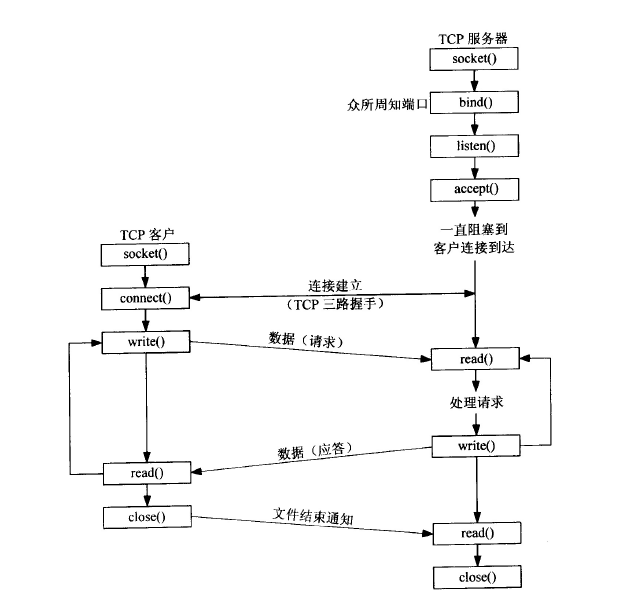 TCP 服务器
socket()
众所周知端口
bind()
listen()
accept()
一直阻塞到
客户连接到达
TCP 客户
socket()
connect()
连接建立
（TCP 三路握手）
write()
数据（请求）
read()
处理请求
write()
数据（应答）
read()
close()
文件结束通知
read()
close()